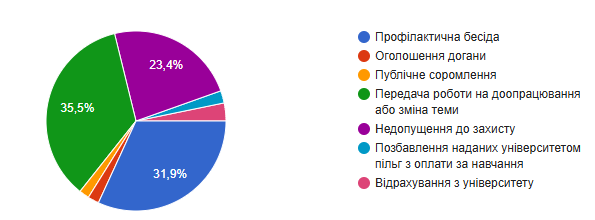 23,4%
35,5%
31,9%
Профілактична бесіда
Оголошення догани
Публічне соромлення
Передача роботи на доопрацювання
або зміна теми
Недопущення до захисту
Позбавлення наданих університетом
пільг з оплати за навчання
Відрахування з університету